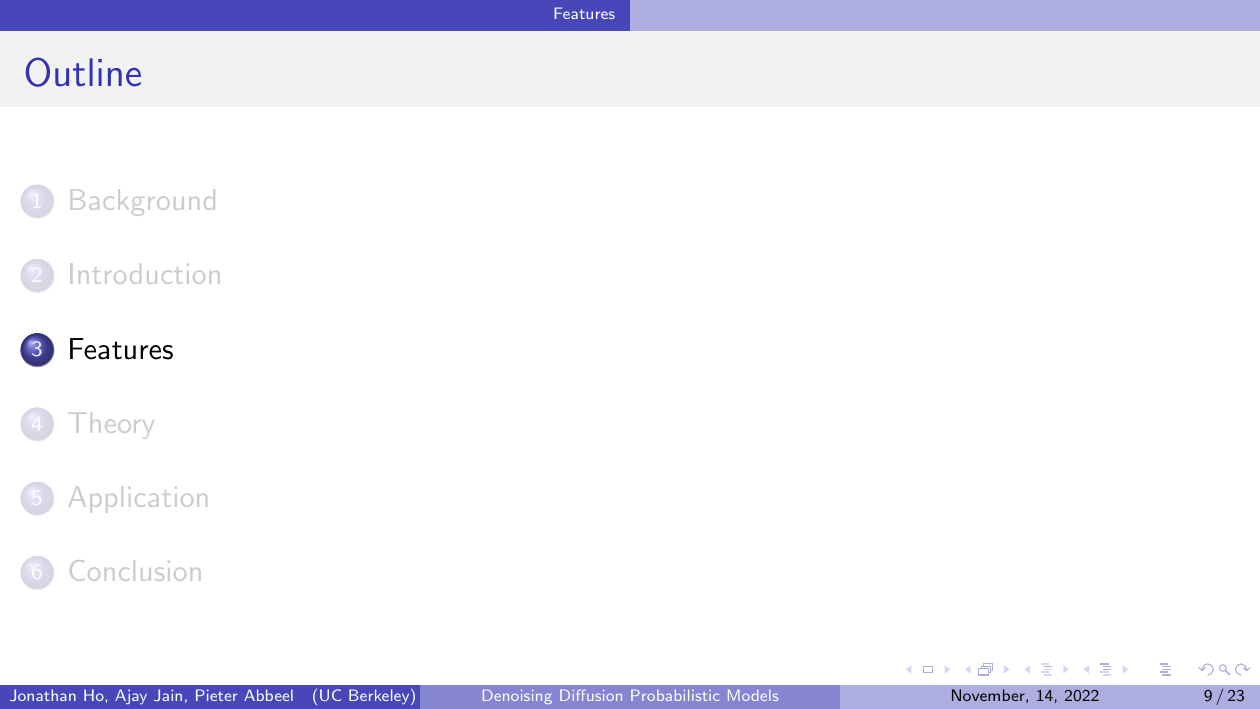 Features
Outline
1 Background
2 Introduction
3 Features
4 Theory
5 Application
6 Conclusion
Jonathan Ho, Ajay Jain, Pieter Abbeel (UC Berkeley) Denoising Diffusion Probabilistic Models November, 14, 2022 9 / 23